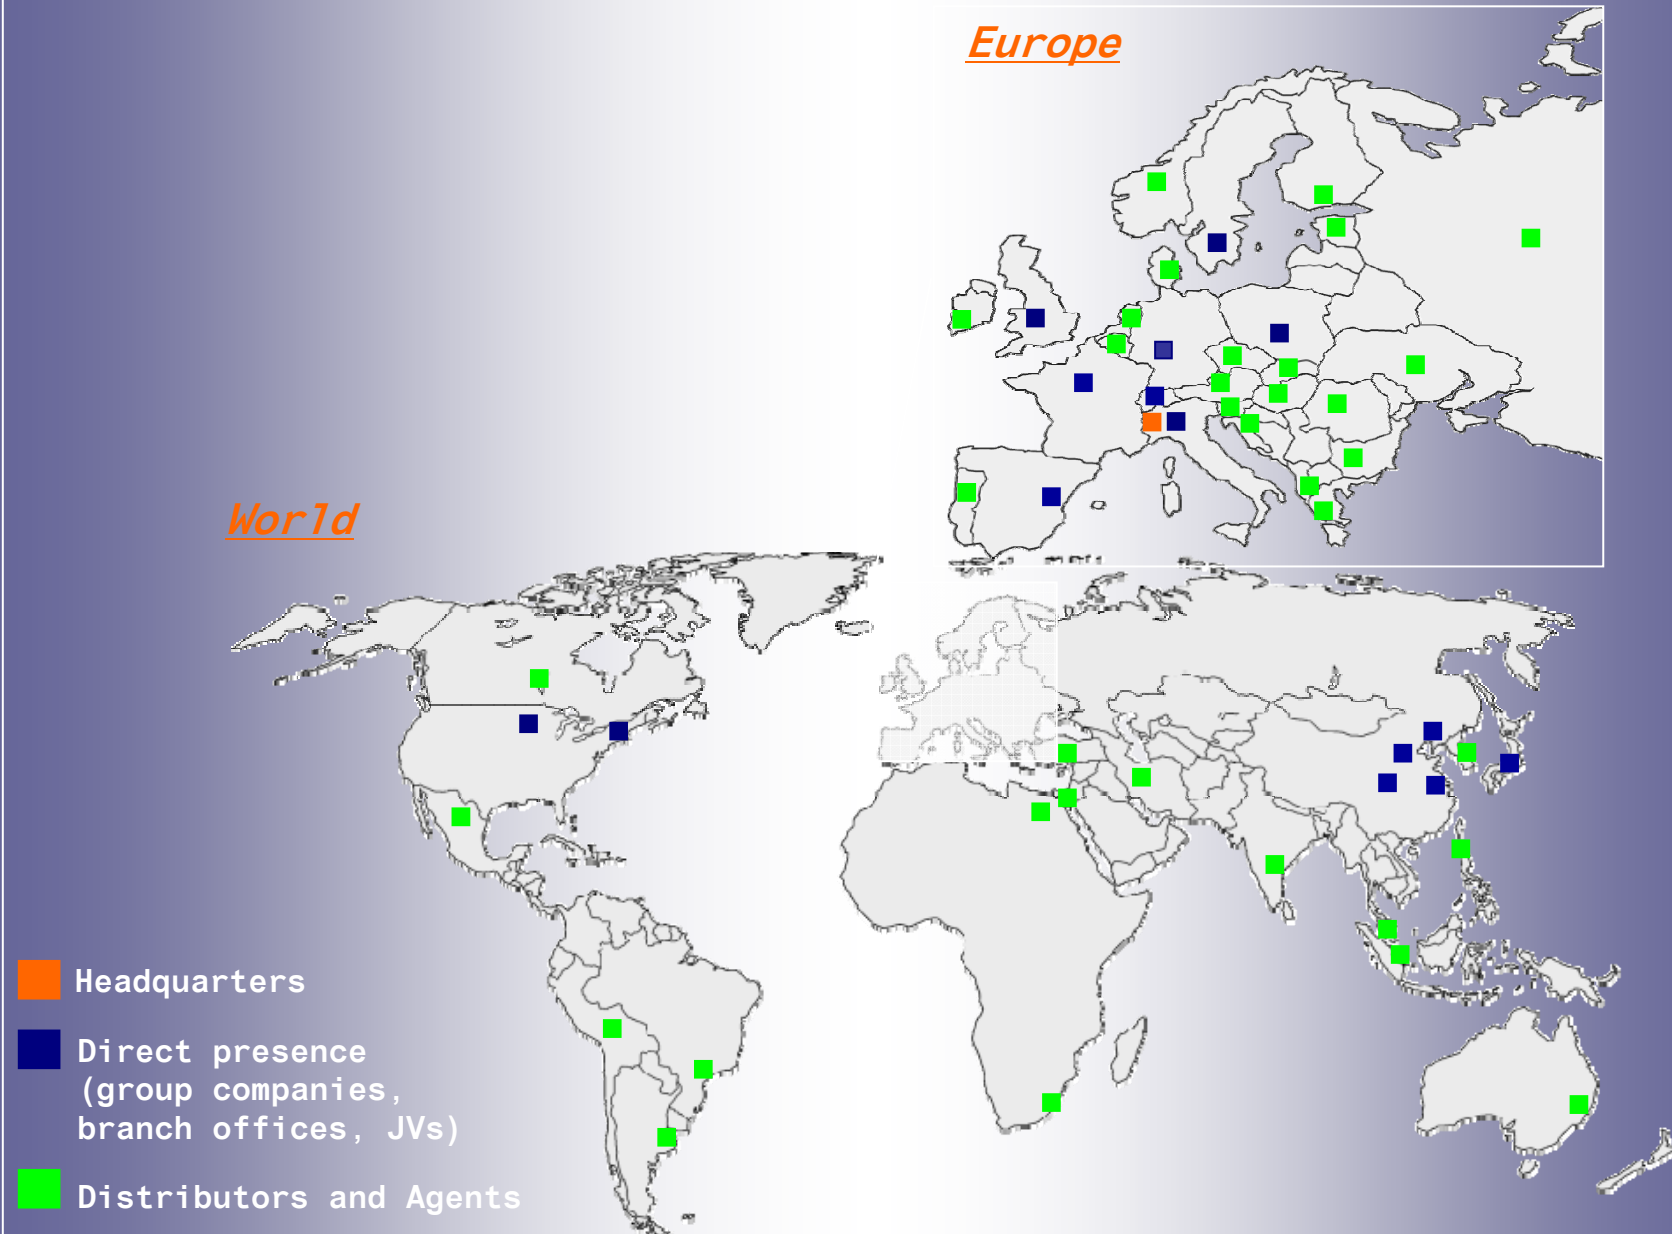 Europe
World
Headquarters
Direct presence
(group companies,
branch offices, JVs)
Distributors and Agents